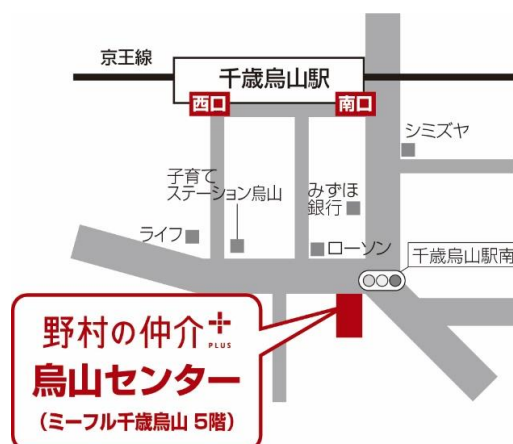 京王線
千歳烏山駅
西口
南口
シミズヤ
子育て
ステーション烏山
みずほ
銀行
ライフ
ローソン
千歳烏山駅南
野村の仲介+
PLUS
烏山センター
（ミーフル千歳烏山 5階）